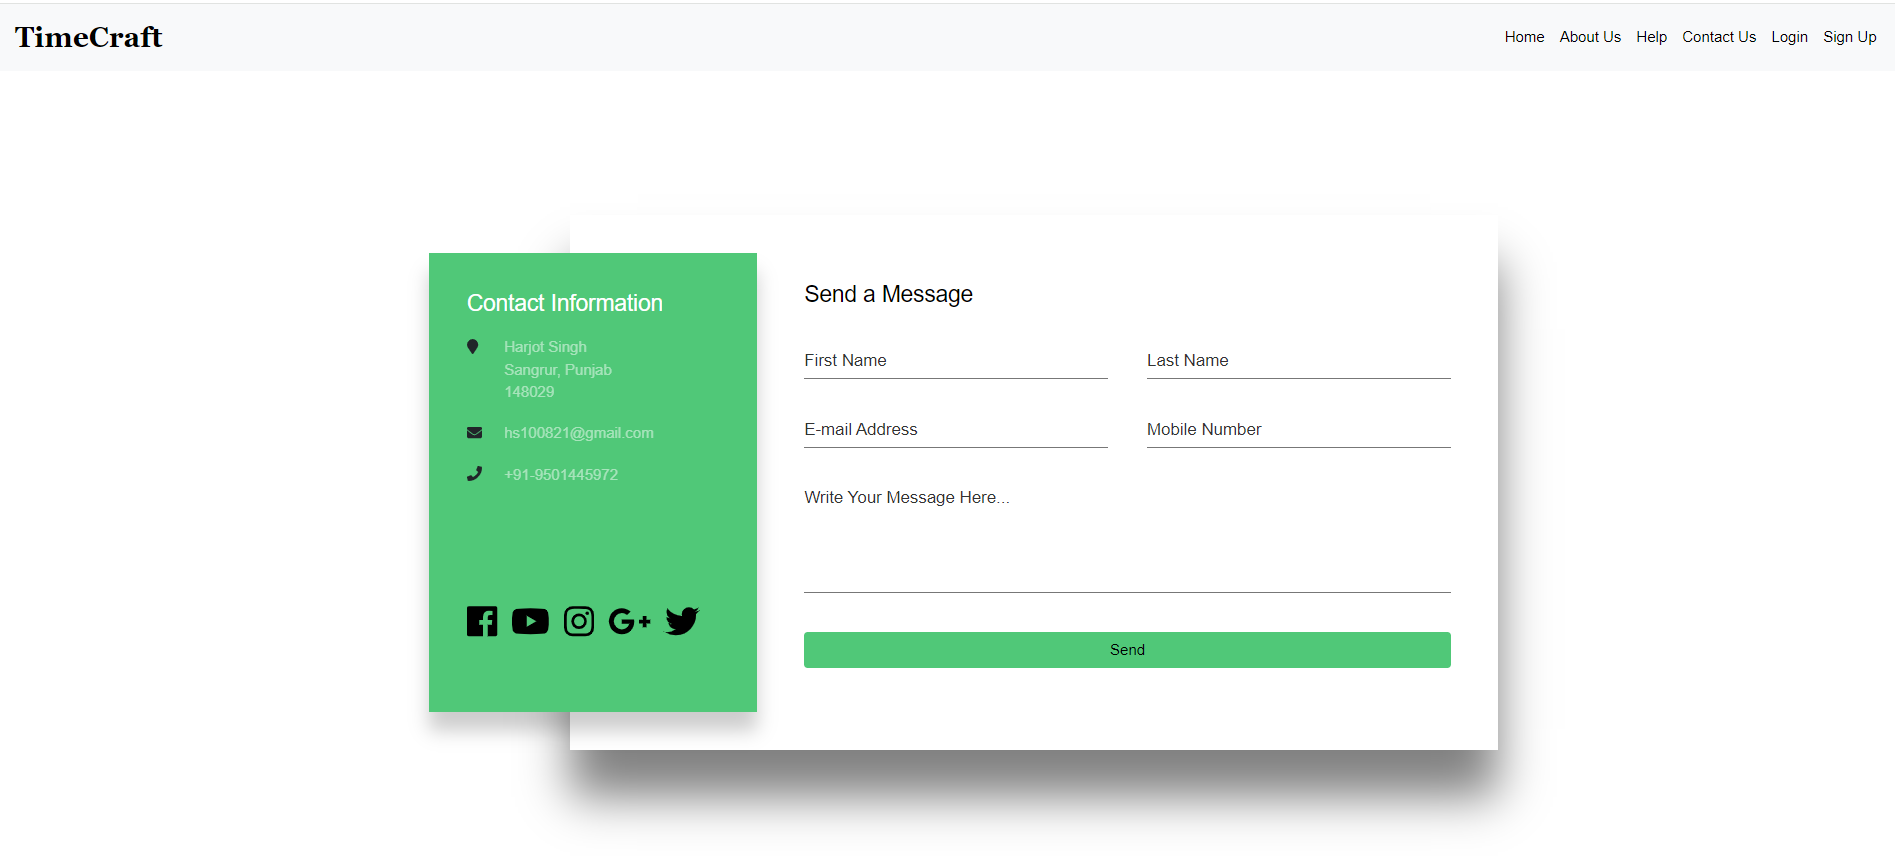 TimeCraft
Home About Us Help Contact Us Login Sign Up
Contact Information
Harjot Singh
Sangrur, Punjab
148029
hs100821@gmail.com
+91-9501445972
Send a Message
First Name Last Name
E-mail Address Mobile Number
Write Your Message Here...
Send